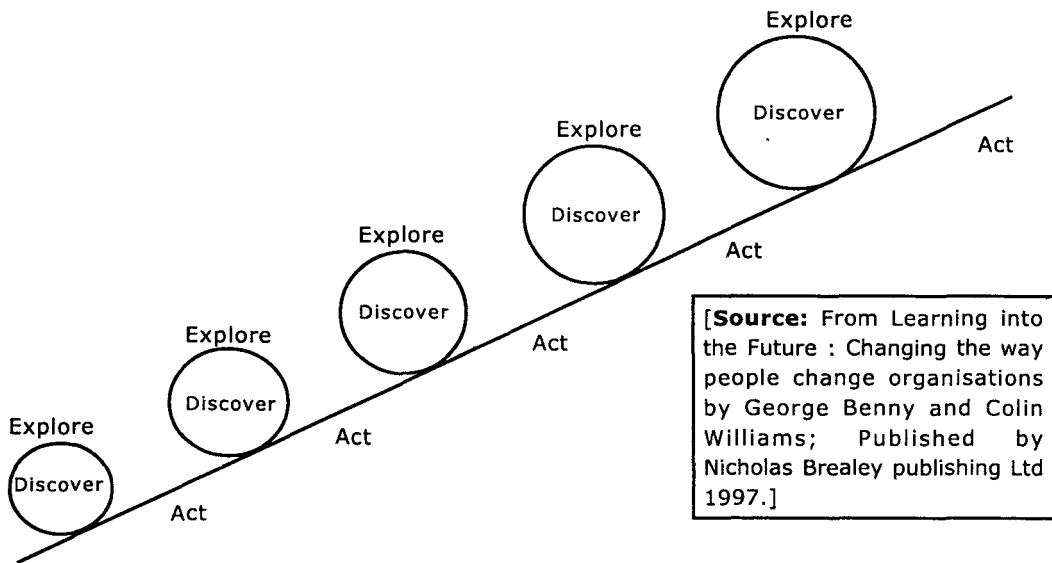 Explore
Discover
Act
Explore
Discover
Act
Explore
Discover
Act
Explore
Discover
Act
Explore
Discover
Act
[Source: From Learning into
the Future : Changing the way
people change organisations
by George Benny and Colin
Williams; Published by
Nicholas Brealey publishing Ltd
1997.]